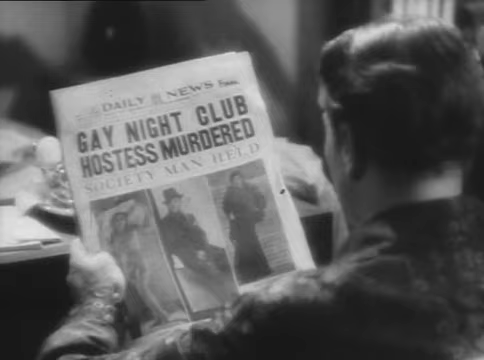 DAILY NEWS
GAY NIGHT CLUB
HOSTESS MURDERED
SOCIETY MAN HELD